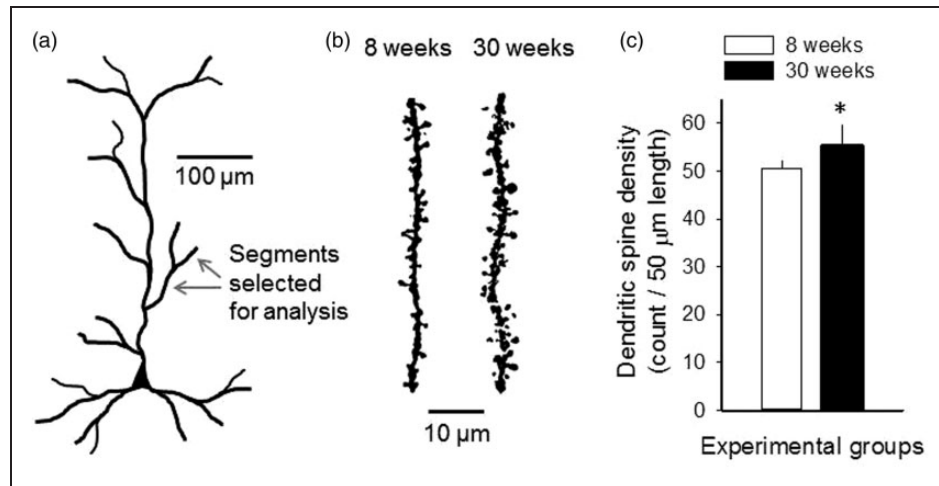 (a)
100 µm
Segments
selected
for analysis
(b)
8 weeks 30 weeks
10 µm
(c)
8 weeks
30 weeks
*
60
50
40
30
20
10
0
Dendritic spine density
(count / 50 µm length)
Experimental groups